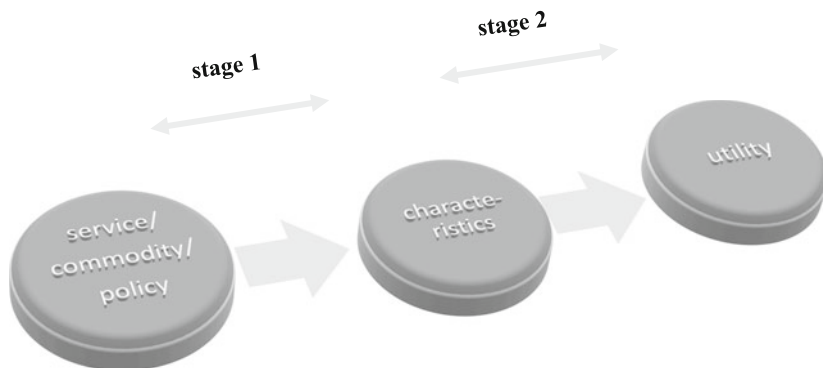 stage 1
stage 2
service/
commodity/
policy
characte-
ristics
utility